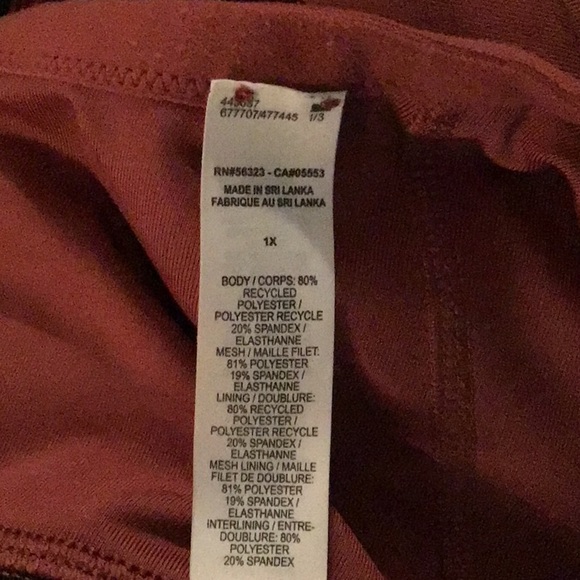 677707/477445 1/3
RN#56323 - CA#05553
MADE IN SRI LANKA
FABRIQUE AU SRI LANKA
1X
BODY / CORPS: 80%
RECYCLED
POLYESTER /
POLYESTER RECYCLE
20% SPANDEX /
ELASTHANNE
MESH / MAILLE FILET:
81% POLYESTER
19% SPANDEX /
ELASTHANNE
LINING / DOUBLURE:
80% RECYCLED
POLYESTER /
POLYESTER RECYCLE
20% SPANDEX /
ELASTHANNE
MESH LINING / MAILLE
FILET DE DOUBLURE:
81% POLYESTER
19% SPANDEX /
ELASTHANNE
INTERLINING / ENTRE-
DOUBLURE: 80%
POLYESTER
20% SPANDEX